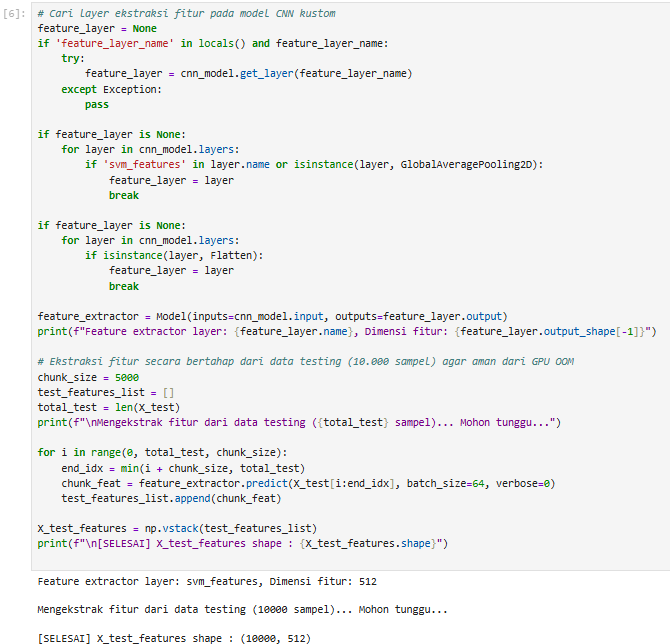 [6]: # Cari layer ekstraksi fitur pada model CNN kustom
feature_layer = None
if 'feature_layer_name' in locals() and feature_layer_name:
    try:
        feature_layer = cnn_model.get_layer(feature_layer_name)
    except Exception:
        pass

if feature_layer is None:
    for layer in cnn_model.layers:
        if 'svm_features' in layer.name or isinstance(layer, GlobalAveragePooling2D):
            feature_layer = layer
            break

if feature_layer is None:
    for layer in cnn_model.layers:
        if isinstance(layer, Flatten):
            feature_layer = layer
            break

feature_extractor = Model(inputs=cnn_model.input, outputs=feature_layer.output)
print(f"Feature extractor layer: {feature_layer.name}, Dimensi fitur: {feature_layer.output_shape[-1]}")

# Ekstraksi fitur secara bertahap dari data testing (10.000 sampel) agar aman dari GPU OOM
chunk_size = 5000
test_features_list = []
total_test = len(X_test)
print(f"\nMengekstrak fitur dari data testing ({total_test} sampel)... Mohon tunggu...")

for i in range(0, total_test, chunk_size):
    end_idx = min(i + chunk_size, total_test)
    chunk_feat = feature_extractor.predict(X_test[i:end_idx], batch_size=64, verbose=0)
    test_features_list.append(chunk_feat)

X_test_features = np.vstack(test_features_list)
print(f"\n[SELESAI] X_test_features shape : {X_test_features.shape}")

Feature extractor layer: svm_features, Dimensi fitur: 512

Mengekstrak fitur dari data testing (10000 sampel)... Mohon tunggu...

[SELESAI] X_test_features shape : (10000, 512)